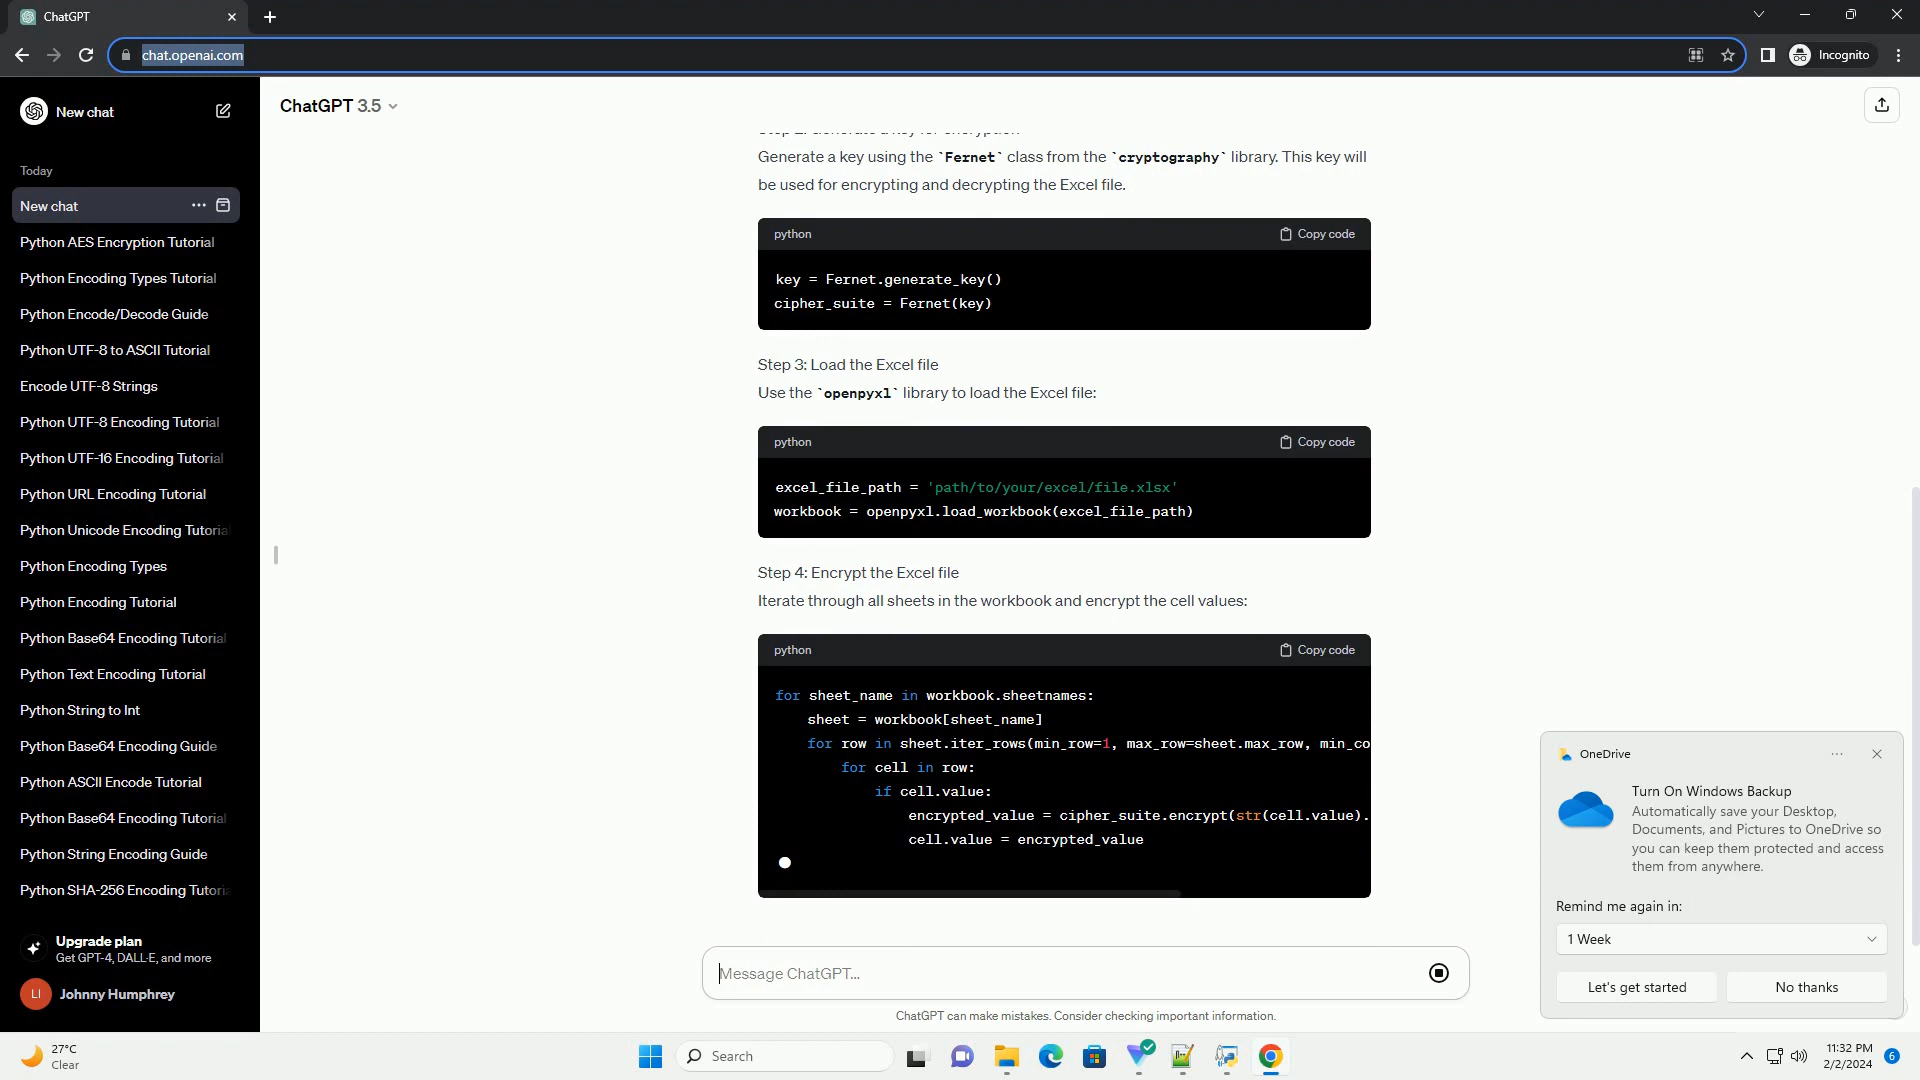 ChatGPT
chat.openai.com
Incognito
New chat
Today
New chat
Python AES Encryption Tutorial
Python Encoding Types Tutorial
Python Encode/Decode Guide
Python UTF-8 to ASCII Tutorial
Encode UTF-8 Strings
Python UTF-8 Encoding Tutorial
Python UTF-16 Encoding Tutorial
Python URL Encoding Tutorial
Python Unicode Encoding Tutoria
Python Encoding Types
Python Encoding Tutorial
Python Base64 Encoding Tutorial
Python Text Encoding Tutorial
Python String to Int
Python Base64 Encoding Guide
Python ASCII Encode Tutorial
Python Base64 Encoding Tutorial
Python String Encoding Guide
Python SHA-256 Encoding Tutoria
Upgrade plan
Get GPT-4, DALL·E, and more
LI
Johnny Humphrey
ChatGPT 3.5
Generate a key using the `Fernet` class from the `cryptography` library. This key will
be used for encrypting and decrypting the Excel file.
python Copy code
key = Fernet.generate_key()
cipher_suite = Fernet(key)
Step 3: Load the Excel file
Use the `openpyxl` library to load the Excel file:
python Copy code
excel_file_path = 'path/to/your/excel/file.xlsx'
workbook = openpyxl.load_workbook(excel_file_path)
Step 4: Encrypt the Excel file
Iterate through all sheets in the workbook and encrypt the cell values:
python Copy code
for sheet_name in workbook.sheetnames:
sheet = workbook[sheet_name]
for row in sheet.iter_rows(min_row=1, max_row=sheet.max_row, min_co
for cell in row:
if cell.value:
encrypted_value = cipher_suite.encrypt(str(cell.value).
cell.value = encrypted_value
Message ChatGPT...
ChatGPT can make mistakes. Consider checking important information.
OneDrive
Turn On Windows Backup
Automatically save your Desktop,
Documents, and Pictures to OneDrive so
you can keep them protected and access
them from anywhere.
Remind me again in:
1 Week
Let's get started
No thanks
27°C
Clear
Search
11:32 PM
2/2/2024
6